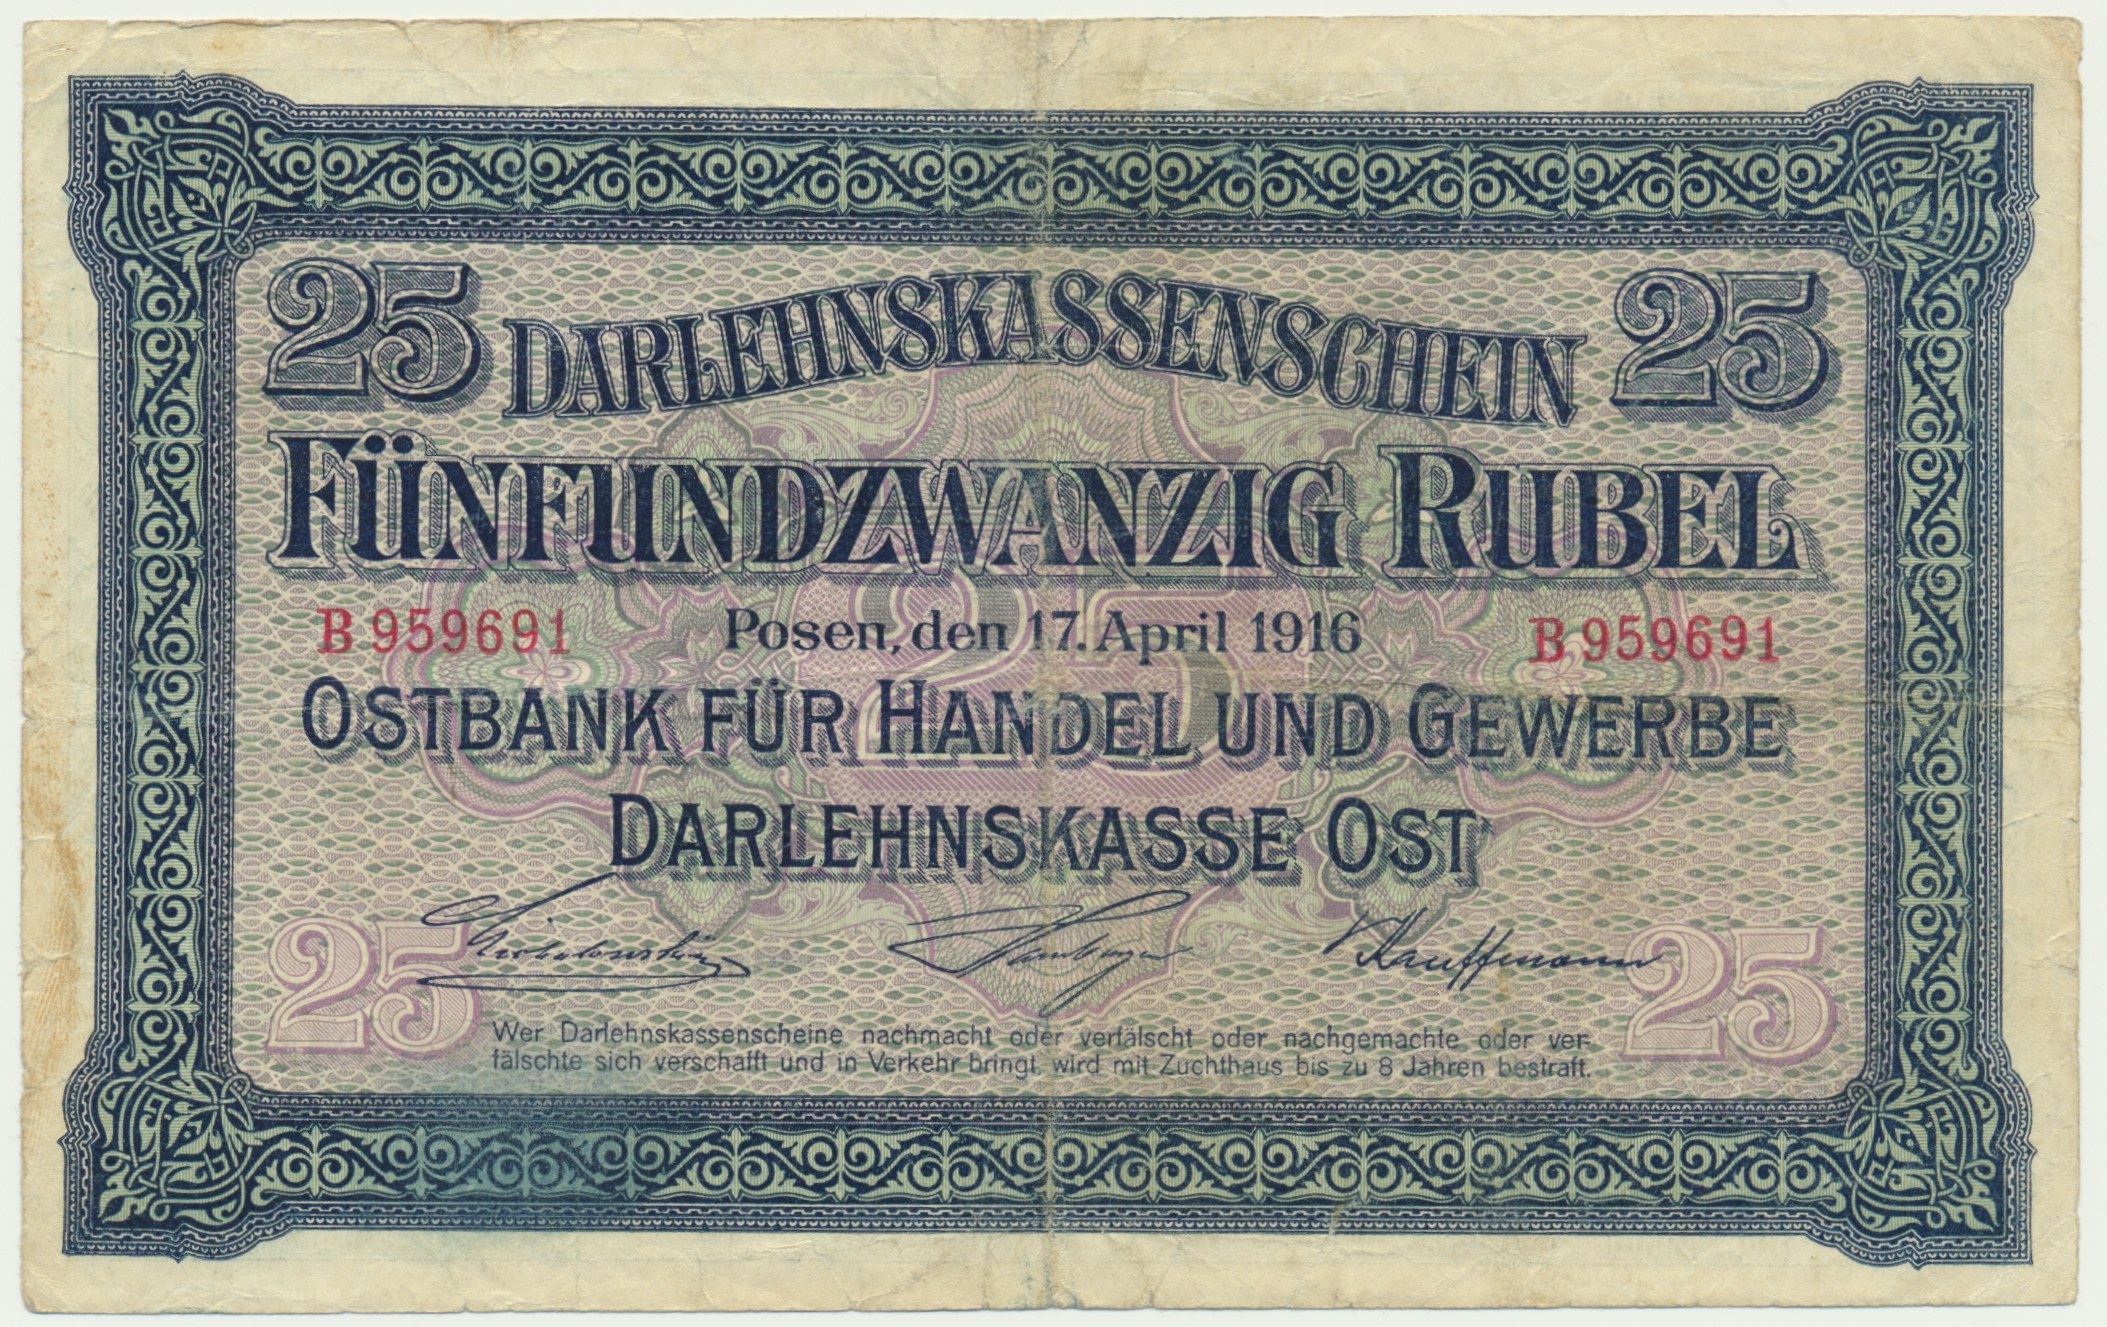 25 DARLEHNSKASSENSCHEIN 25
FÜNFUNDZWANZIG RUBEL
B 959691 Posen, den 17. April 1916 B 959691
25
OSTBANK FÜR HANDEL UND GEWERBE
DARLEHNSKASSE OST
Kauffmann
25 25
Wer Darlehnskassenscheine nachmacht oder verfälscht oder nachgemachte oder ver-
fälschte sich verschafft und in Verkehr bringt, wird mit Zuchthaus bis zu 8 Jahren bestraft.